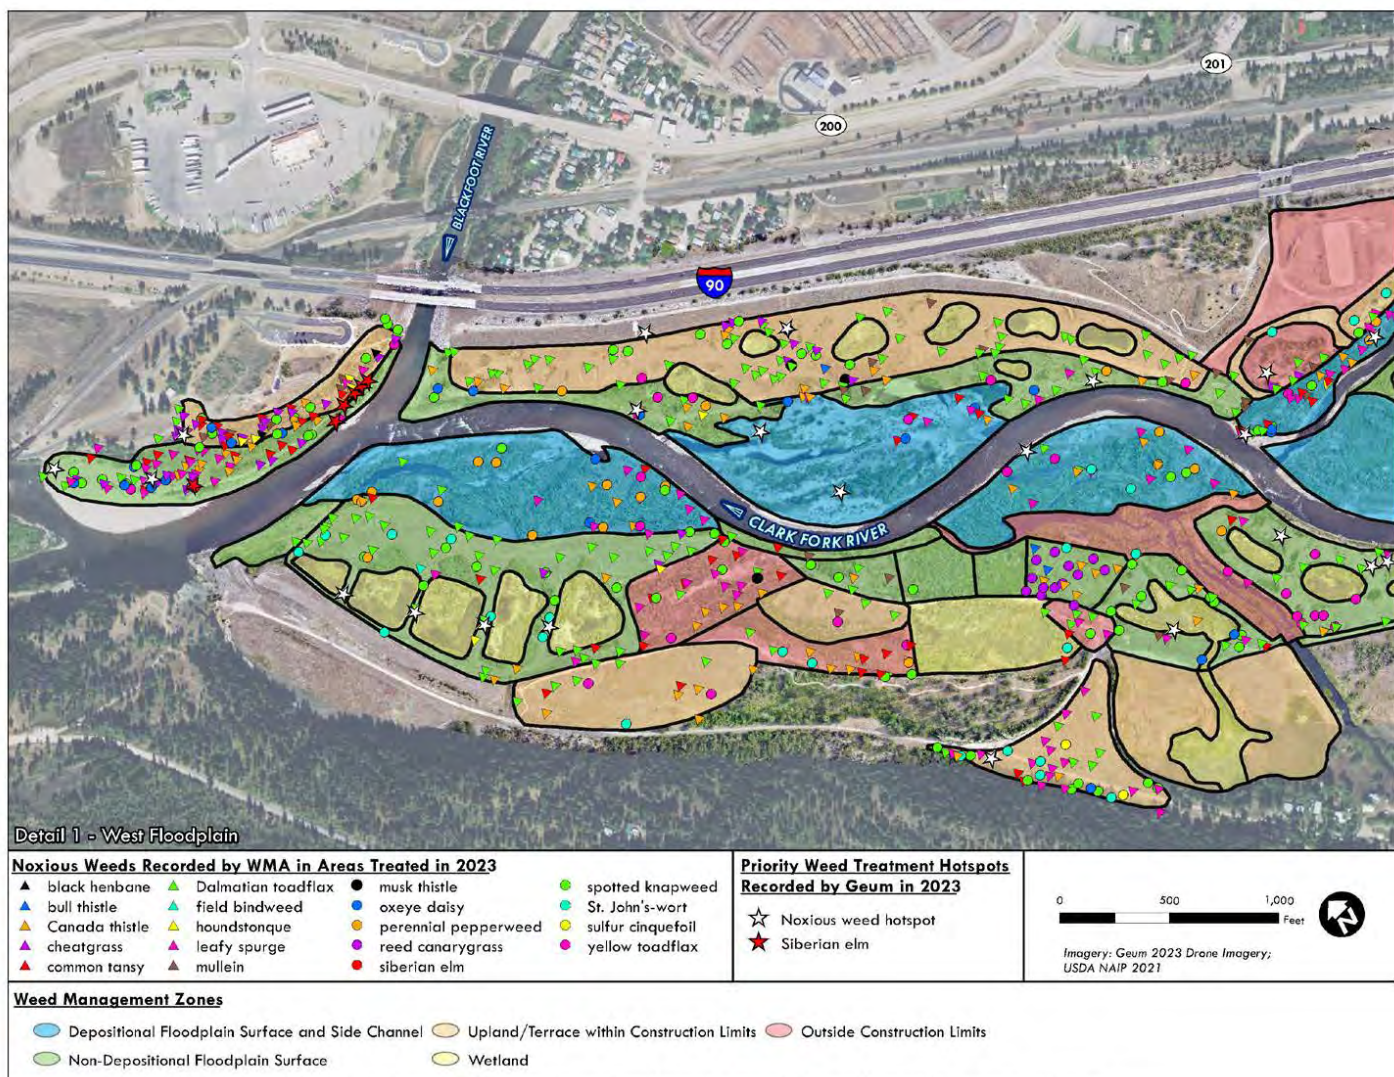 201
200
BLACKFOOT RIVER
90
CLARK FORK RIVER
Detail 1 - West Floodplain
Noxious Weeds Recorded by WMA in Areas Treated in 2023
black henbane
bull thistle
Canada thistle
cheatgrass
common tansy
Dalmatian toadflax
field bindweed
houndstongue
leafy spurge
mullein
musk thistle
oxeye daisy
perennial pepperweed
reed canarygrass
siberian elm
spotted knapweed
St. John's-wort
sulfur cinquefoil
yellow toadflax
Priority Weed Treatment Hotspots
Recorded by Geum in 2023
Noxious weed hotspot
Siberian elm
0 500 1,000
Feet
Imagery: Geum 2023 Drone Imagery;
USDA NAIP 2021
Weed Management Zones
Depositional Floodplain Surface and Side Channel
Upland/Terrace within Construction Limits
Outside Construction Limits
Non-Depositional Floodplain Surface
Wetland